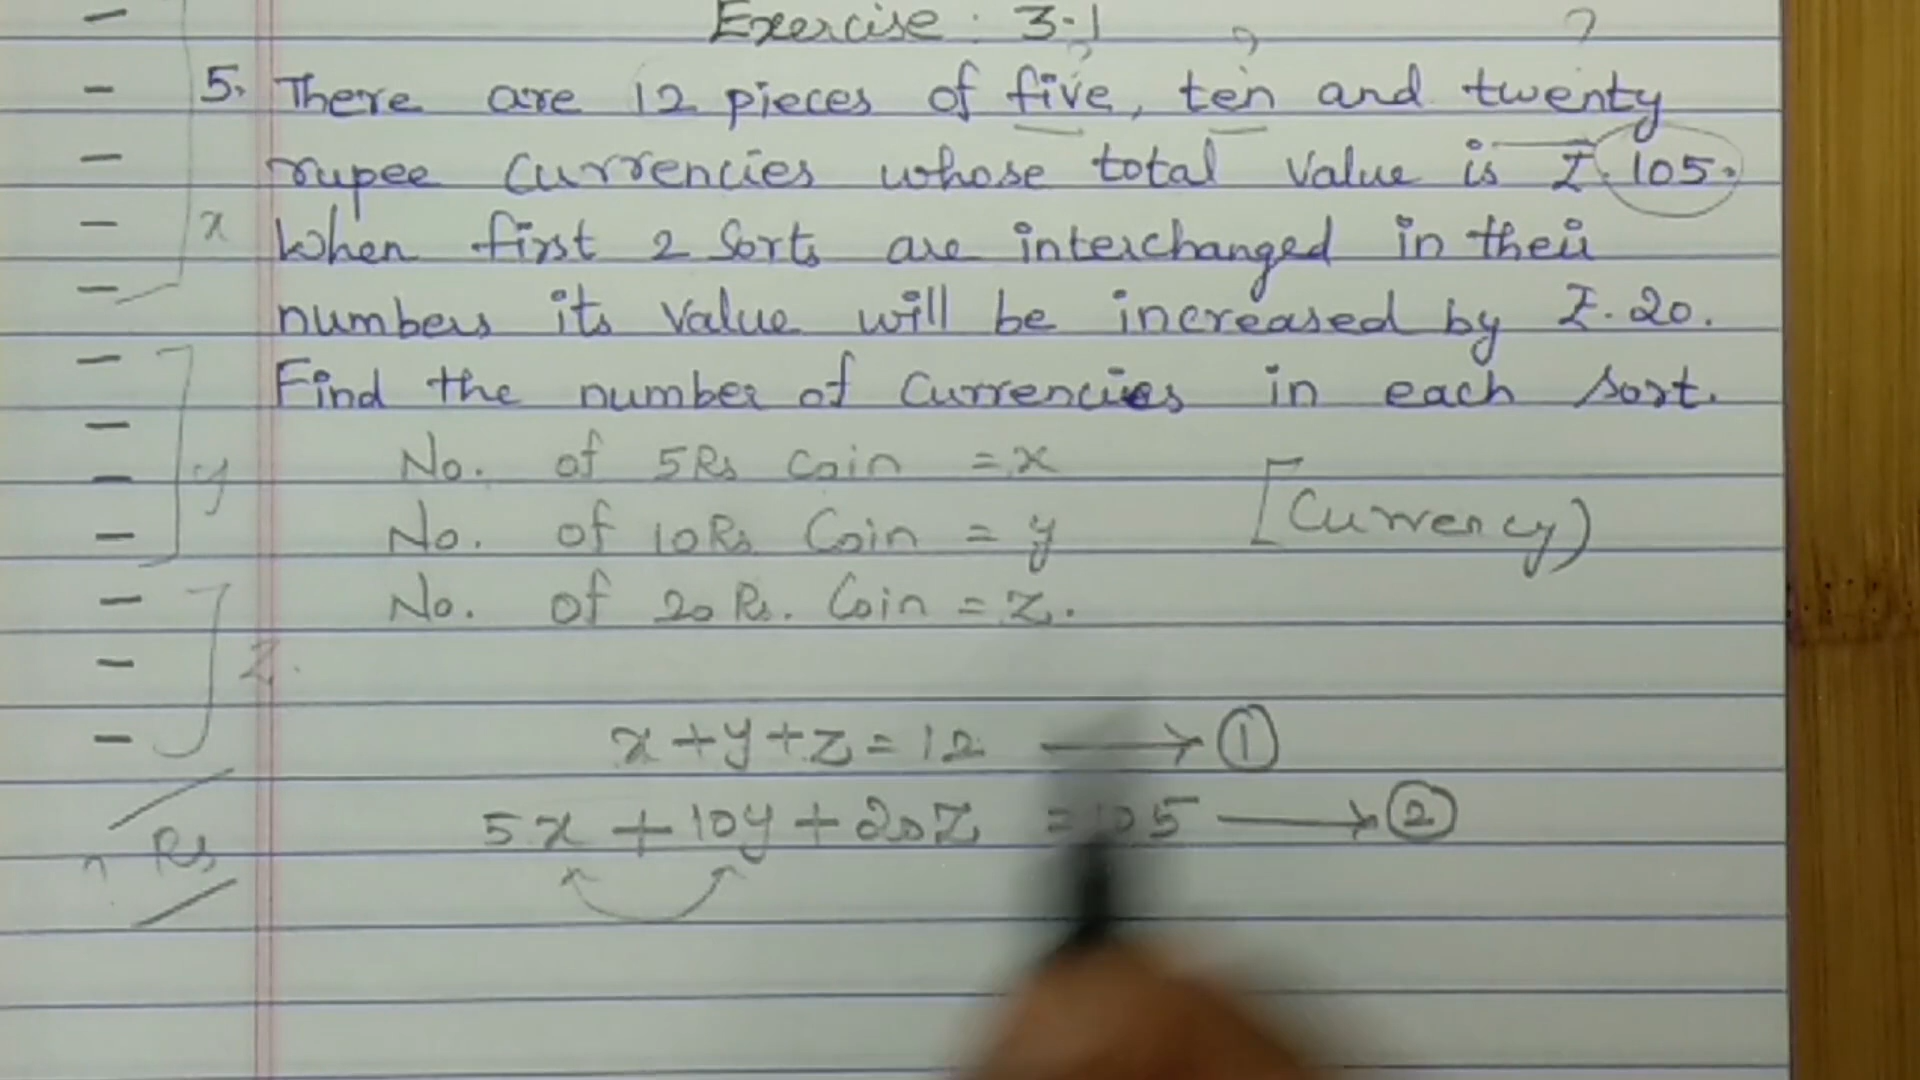 Exercise : 3.1
5. There are 12 pieces of five, ten and twenty
rupee Currencies whose total Value is ₹. 105.
When first 2 Sorts are interchanged in their
numbers its Value will be increased by ₹. 20.
Find the number of Currencies in each sort.
No. of 5Rs Coin = x
No. of 10Rs Coin = y
[Currency)
No. of 20 Rs. Coin = z.
x + y + z = 12 → 1
5x + 10y + 20z = 105 → 2
x
y
z.
Rs